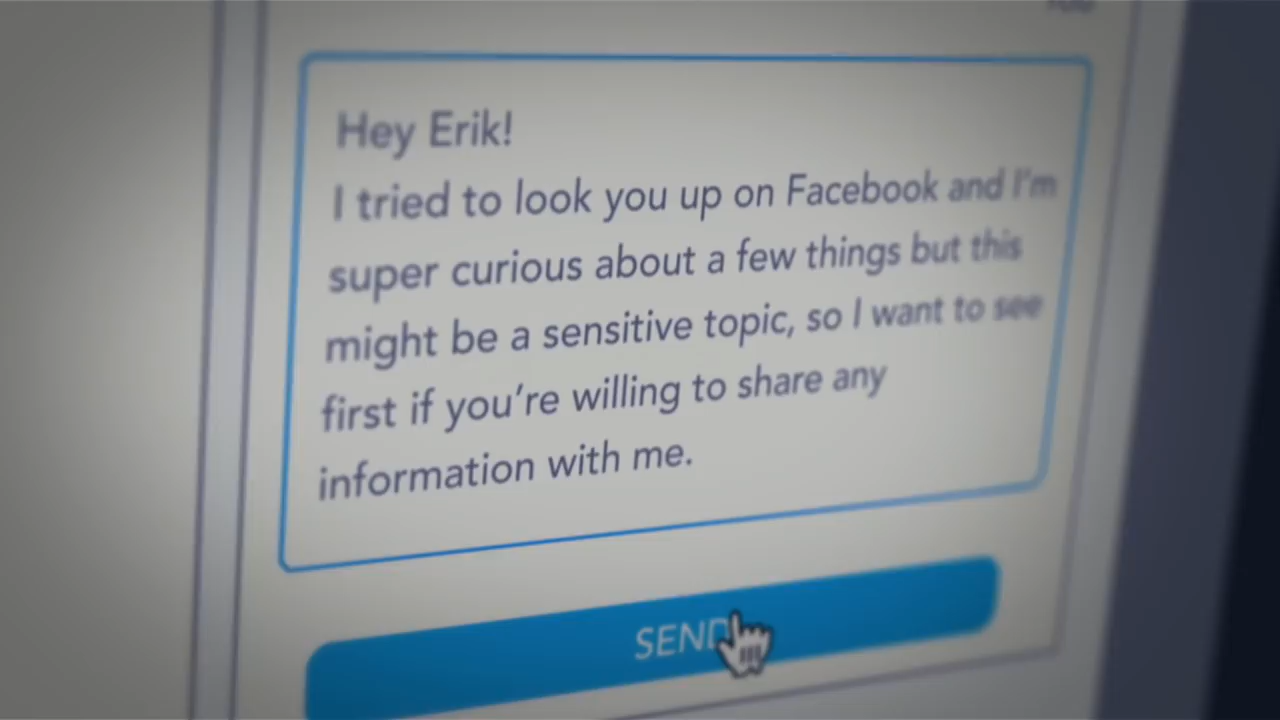 Hey Erik!
I tried to look you up on Facebook and I'm
super curious about a few things but this
might be a sensitive topic, so I want to see
first if you're willing to share any
information with me.
SEND